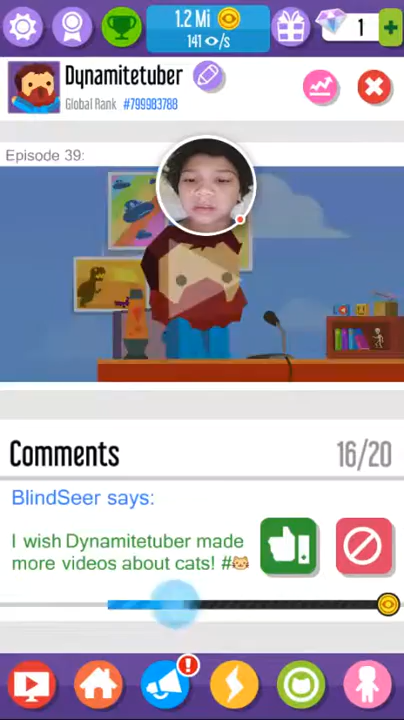 1.2 Mi
141 /s
1
Dynamitetuber
Global Rank #799983788
Episode 39:
Comments 16/20
BlindSeer says:
I wish Dynamitetuber made
more videos about cats! #🐱
!